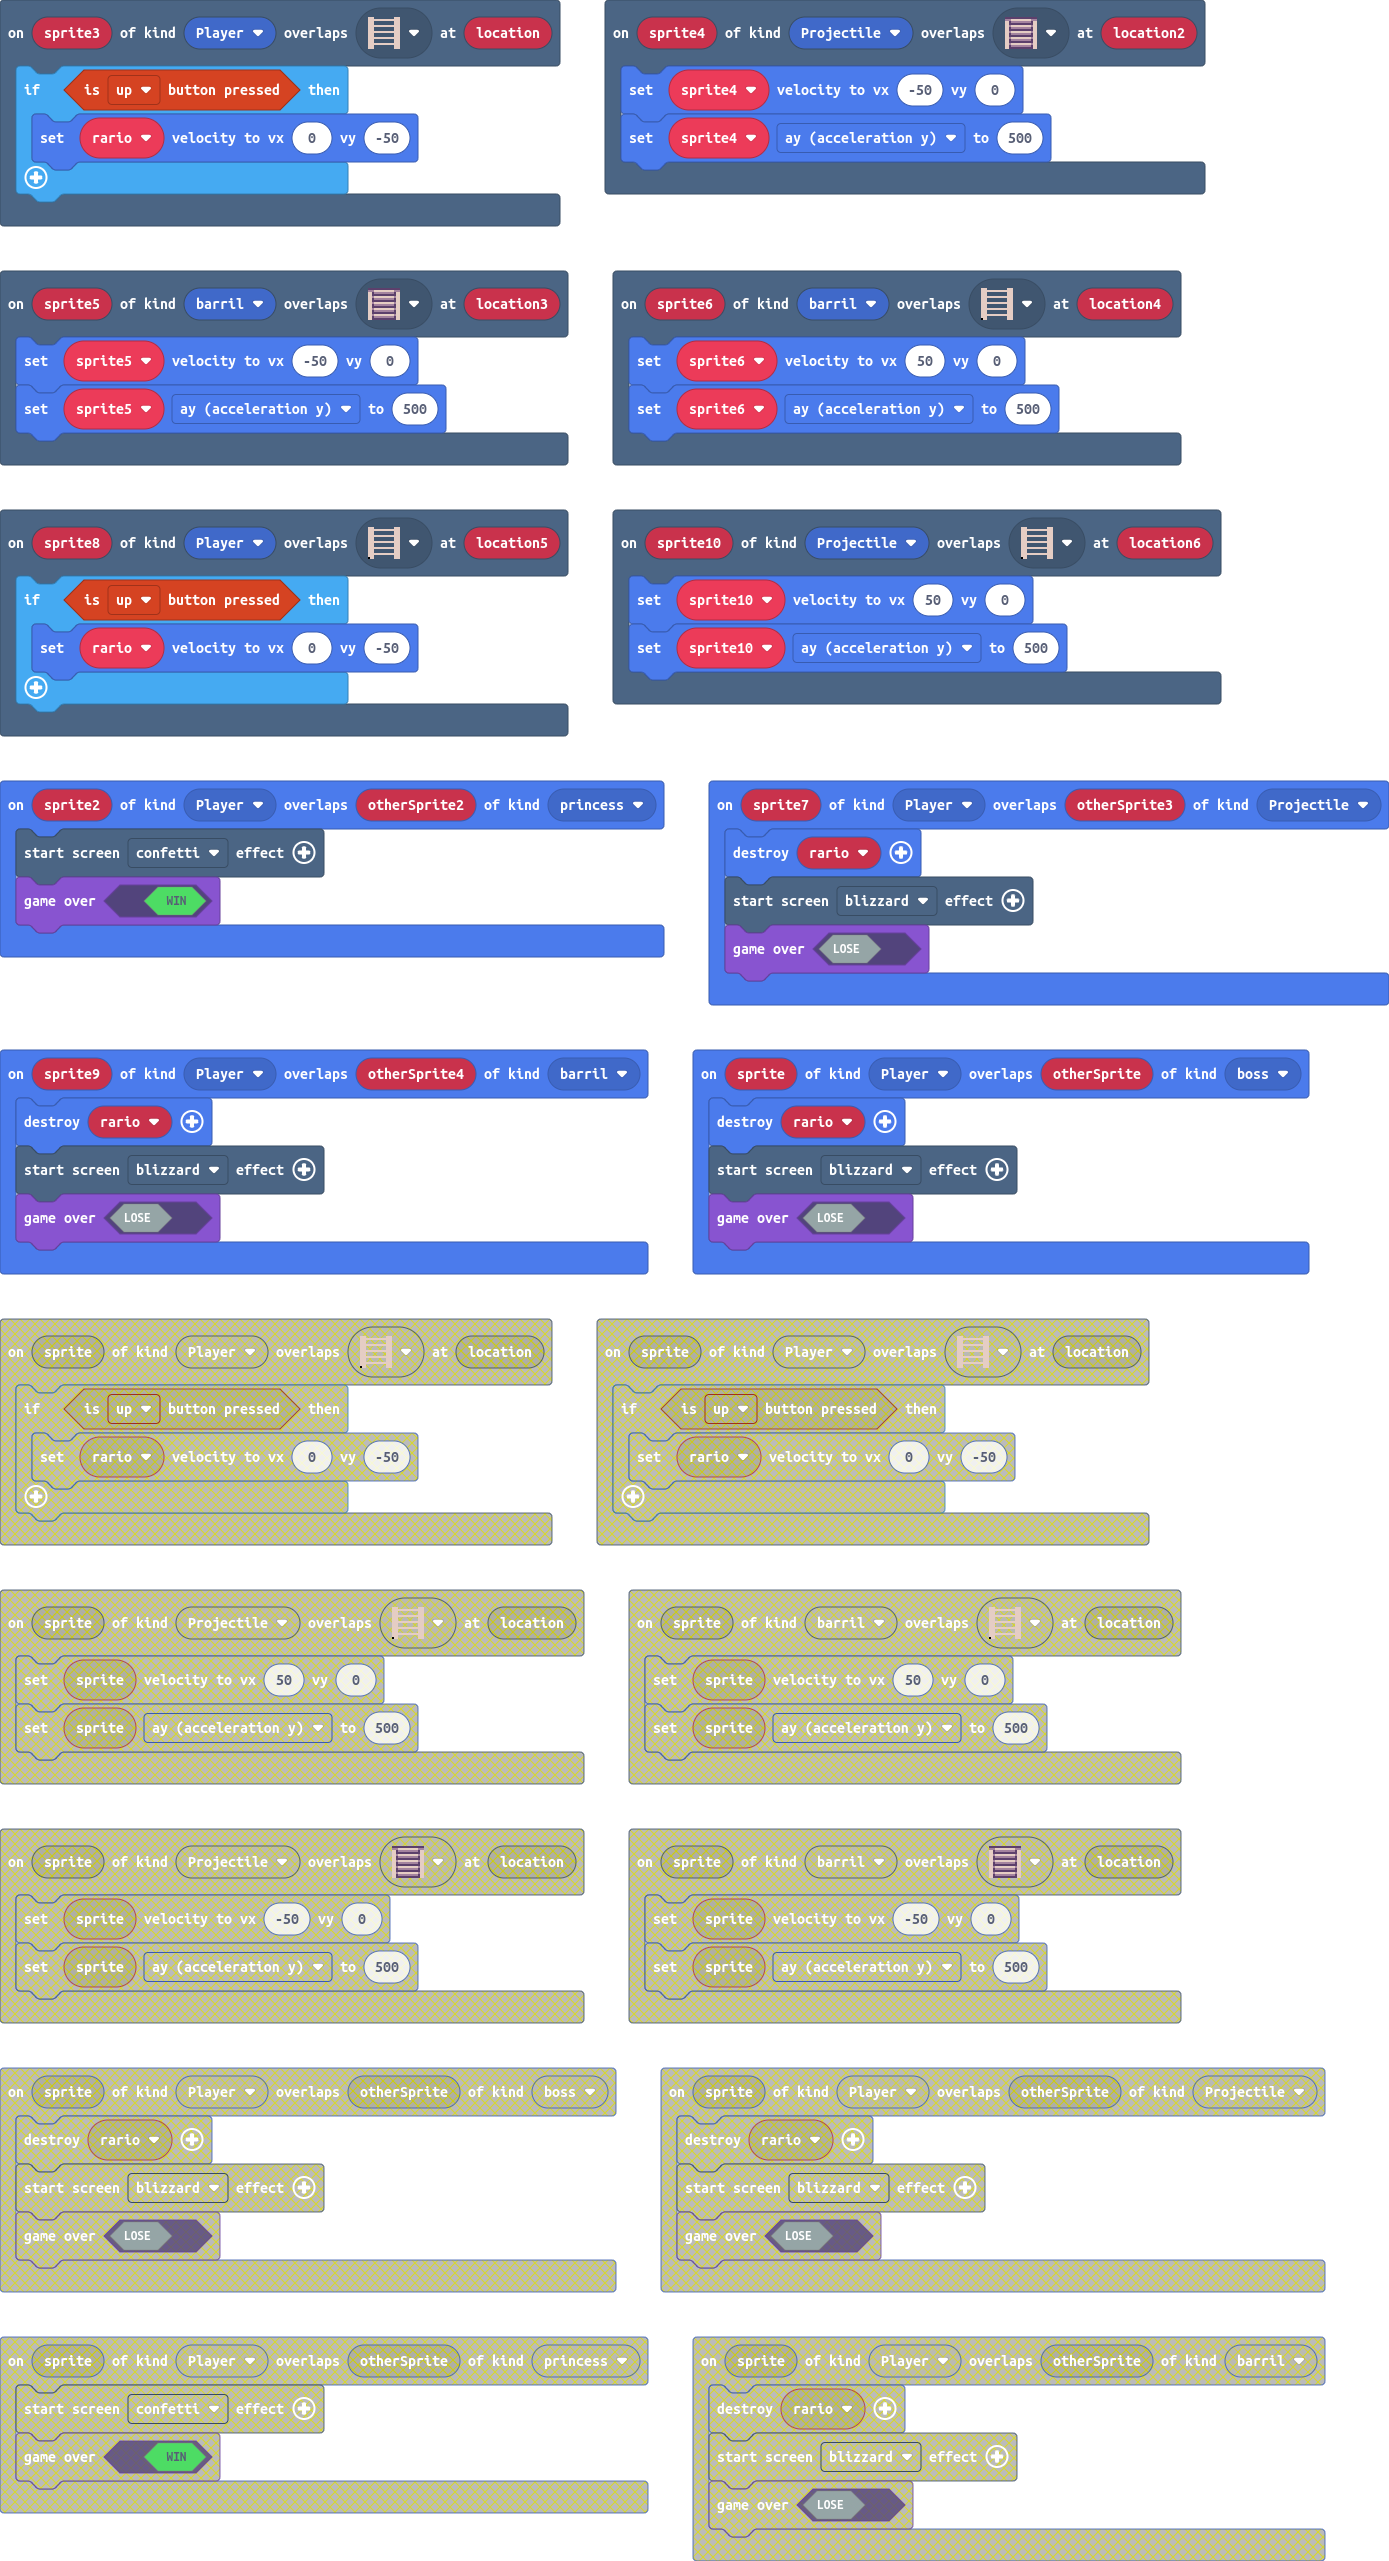 on sprite3 of kind Player overlaps at location
if is up button pressed then
set rario velocity to vx 0 vy -50
on sprite4 of kind Projectile overlaps at location2
set sprite4 velocity to vx -50 vy 0
set sprite4 ay (acceleration y) to 500
on sprite5 of kind barril overlaps at location3
set sprite5 velocity to vx -50 vy 0
set sprite5 ay (acceleration y) to 500
on sprite6 of kind barril overlaps at location4
set sprite6 velocity to vx 50 vy 0
set sprite6 ay (acceleration y) to 500
on sprite8 of kind Player overlaps at location5
if is up button pressed then
set rario velocity to vx 0 vy -50
on sprite10 of kind Projectile overlaps at location6
set sprite10 velocity to vx 50 vy 0
set sprite10 ay (acceleration y) to 500
on sprite2 of kind Player overlaps otherSprite2 of kind princess
start screen confetti effect
game over WIN
on sprite7 of kind Player overlaps otherSprite3 of kind Projectile
destroy rario
start screen blizzard effect
game over LOSE
on sprite9 of kind Player overlaps otherSprite4 of kind barril
destroy rario
start screen blizzard effect
game over LOSE
on sprite of kind Player overlaps otherSprite of kind boss
destroy rario
start screen blizzard effect
game over LOSE
on sprite of kind Player overlaps at location
if is up button pressed then
set rario velocity to vx 0 vy -50
on sprite of kind Player overlaps at location
if is up button pressed then
set rario velocity to vx 0 vy -50
on sprite of kind Projectile overlaps at location
set sprite velocity to vx 50 vy 0
set sprite ay (acceleration y) to 500
on sprite of kind barril overlaps at location
set sprite velocity to vx 50 vy 0
set sprite ay (acceleration y) to 500
on sprite of kind Projectile overlaps at location
set sprite velocity to vx -50 vy 0
set sprite ay (acceleration y) to 500
on sprite of kind barril overlaps at location
set sprite velocity to vx -50 vy 0
set sprite ay (acceleration y) to 500
on sprite of kind Player overlaps otherSprite of kind boss
destroy rario
start screen blizzard effect
game over LOSE
on sprite of kind Player overlaps otherSprite of kind Projectile
destroy rario
start screen blizzard effect
game over LOSE
on sprite of kind Player overlaps otherSprite of kind princess
start screen confetti effect
game over WIN
on sprite of kind Player overlaps otherSprite of kind barril
destroy rario
start screen blizzard effect
game over LOSE